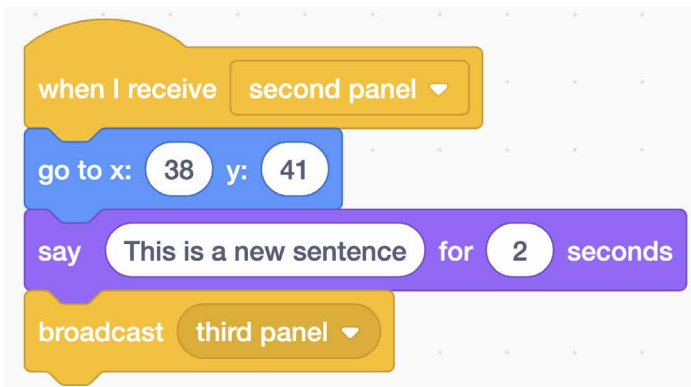 when I receive second panel
go to x: 38 y: 41
say This is a new sentence for 2 seconds
broadcast third panel